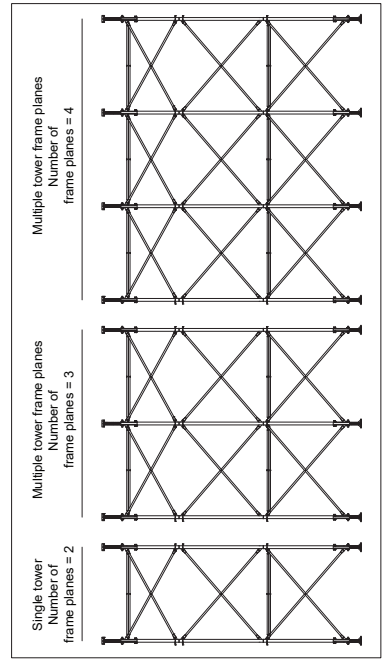 Single tower
Number of
frame planes = 2
Multiple tower frame planes
Number of
frame planes = 3
Multiple tower frame planes
Number of
frame planes = 4